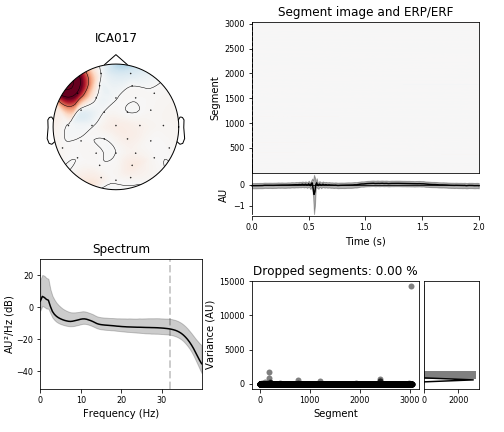 ICA017
Segment image and ERP/ERF
Segment
3000
2500
2000
1500
1000
500
AU
0
−1
0.0 0.5 1.0 1.5 2.0
Time (s)
Spectrum
AU²/Hz (dB)
20
0
−20
−40
0 10 20 30
Frequency (Hz)
Dropped segments: 0.00 %
Variance (AU)
15000
10000
5000
0
0 1000 2000 3000
Segment
0 2000